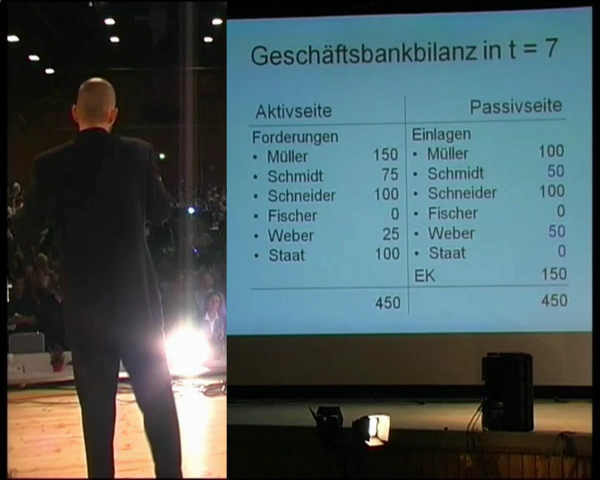 Geschäftsbankbilanz in t = 7
Aktivseite Passivseite
Forderungen Einlagen
• Müller 150 • Müller 100
• Schmidt 75 • Schmidt 50
• Schneider 100 • Schneider 100
• Fischer 0 • Fischer 0
• Weber 25 • Weber 50
• Staat 100 • Staat 0
EK 150
450 450